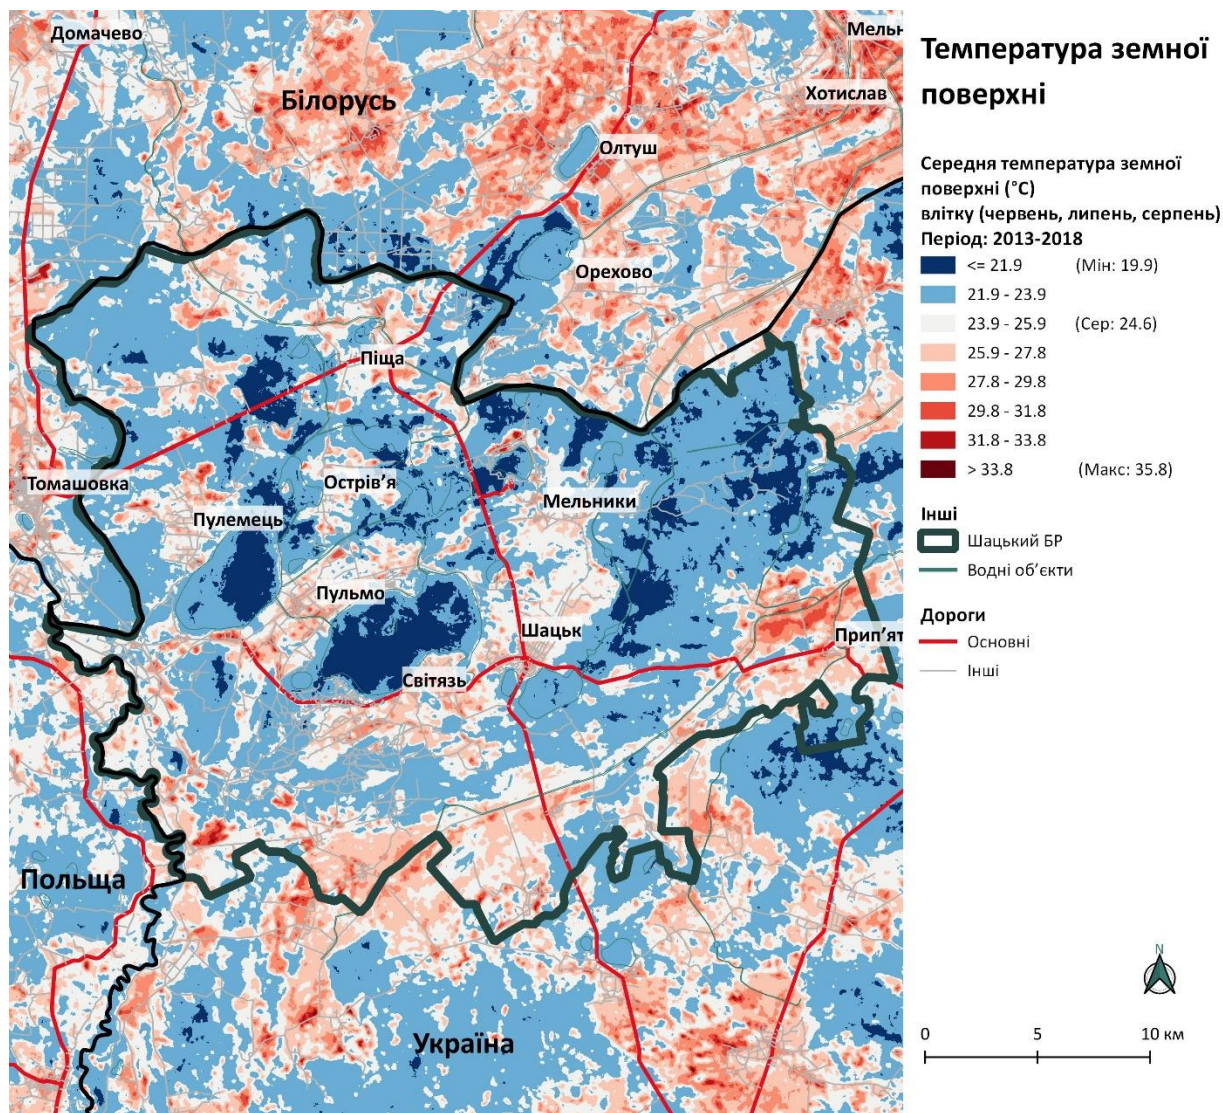 Домачево
Білорусь
Мельн
Хотислав
Олтуш
Орехово
Піща
Томашовка
Острів’я
Мельники
Пулемець
Пульмо
Шацьк
Прип’ят
Світязь
Польща
Україна
Температура земної
поверхні
Середня температура земної
поверхні (°C)
влітку (червень, липень, серпень)
Період: 2013-2018
<= 21.9 (Мін: 19.9)
21.9 - 23.9
23.9 - 25.9 (Сер: 24.6)
25.9 - 27.8
27.8 - 29.8
29.8 - 31.8
31.8 - 33.8
> 33.8 (Макс: 35.8)
Інші
Шацький БР
Водні об’єкти
Дороги
Основні
Інші
N
0 5 10 км